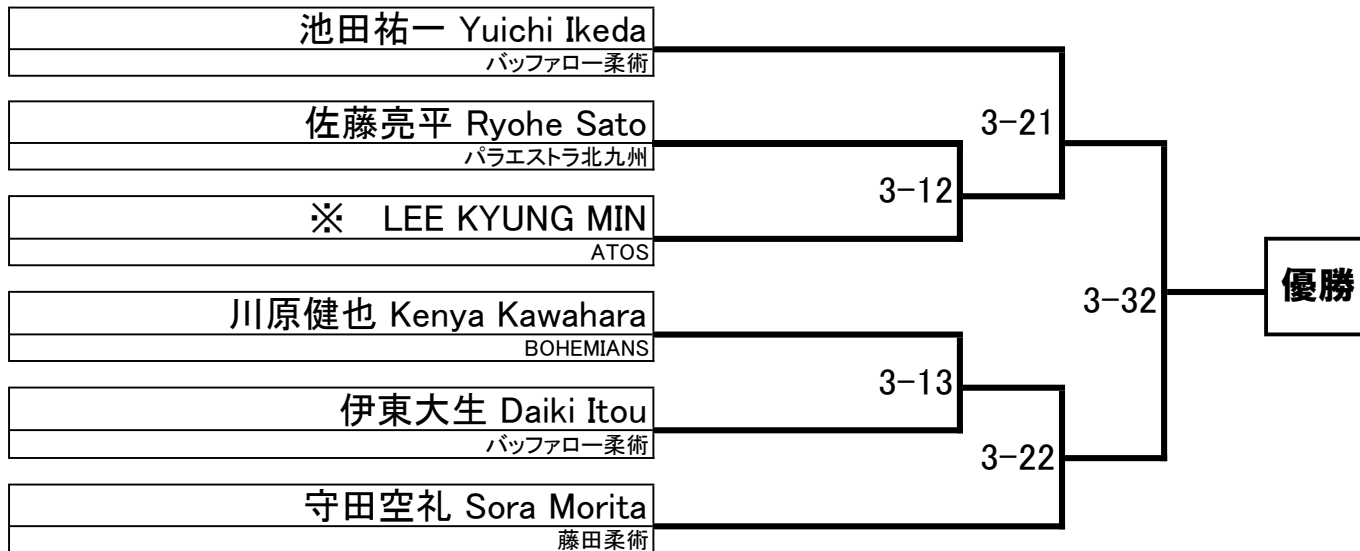 池田祐一 Yuichi Ikeda
バッファロー柔術
佐藤亮平 Ryohe Sato
パラエストラ北九州
※　LEE KYUNG MIN
ATOS
川原健也 Kenya Kawahara
BOHEMIANS
伊東大生 Daiki Itou
バッファロー柔術
守田空礼 Sora Morita
藤田柔術
3-21
3-12
3-13
3-22
3-32
優勝